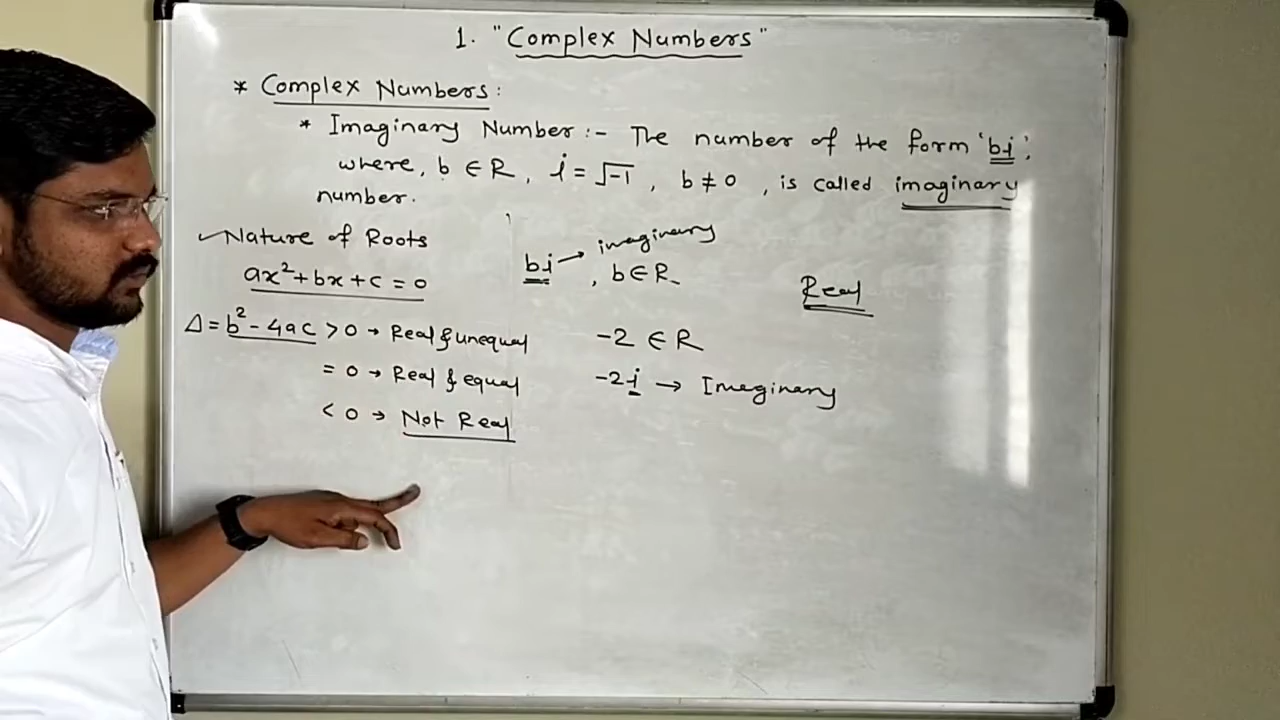 1. "Complex Numbers"
* Complex Numbers:
* Imaginary Number :- The number of the form 'bi',
where, b ∈ R, i = √-1, b ≠ 0, is called imaginary
number.
✓Nature of Roots
ax²+bx+c = 0
Δ = b² - 4ac > 0 → Real & unequal
= 0 → Real & equal
< 0 → Not Real
bi → imaginary
, b ∈ R
Real
-2 ∈ R
-2i → Imaginary